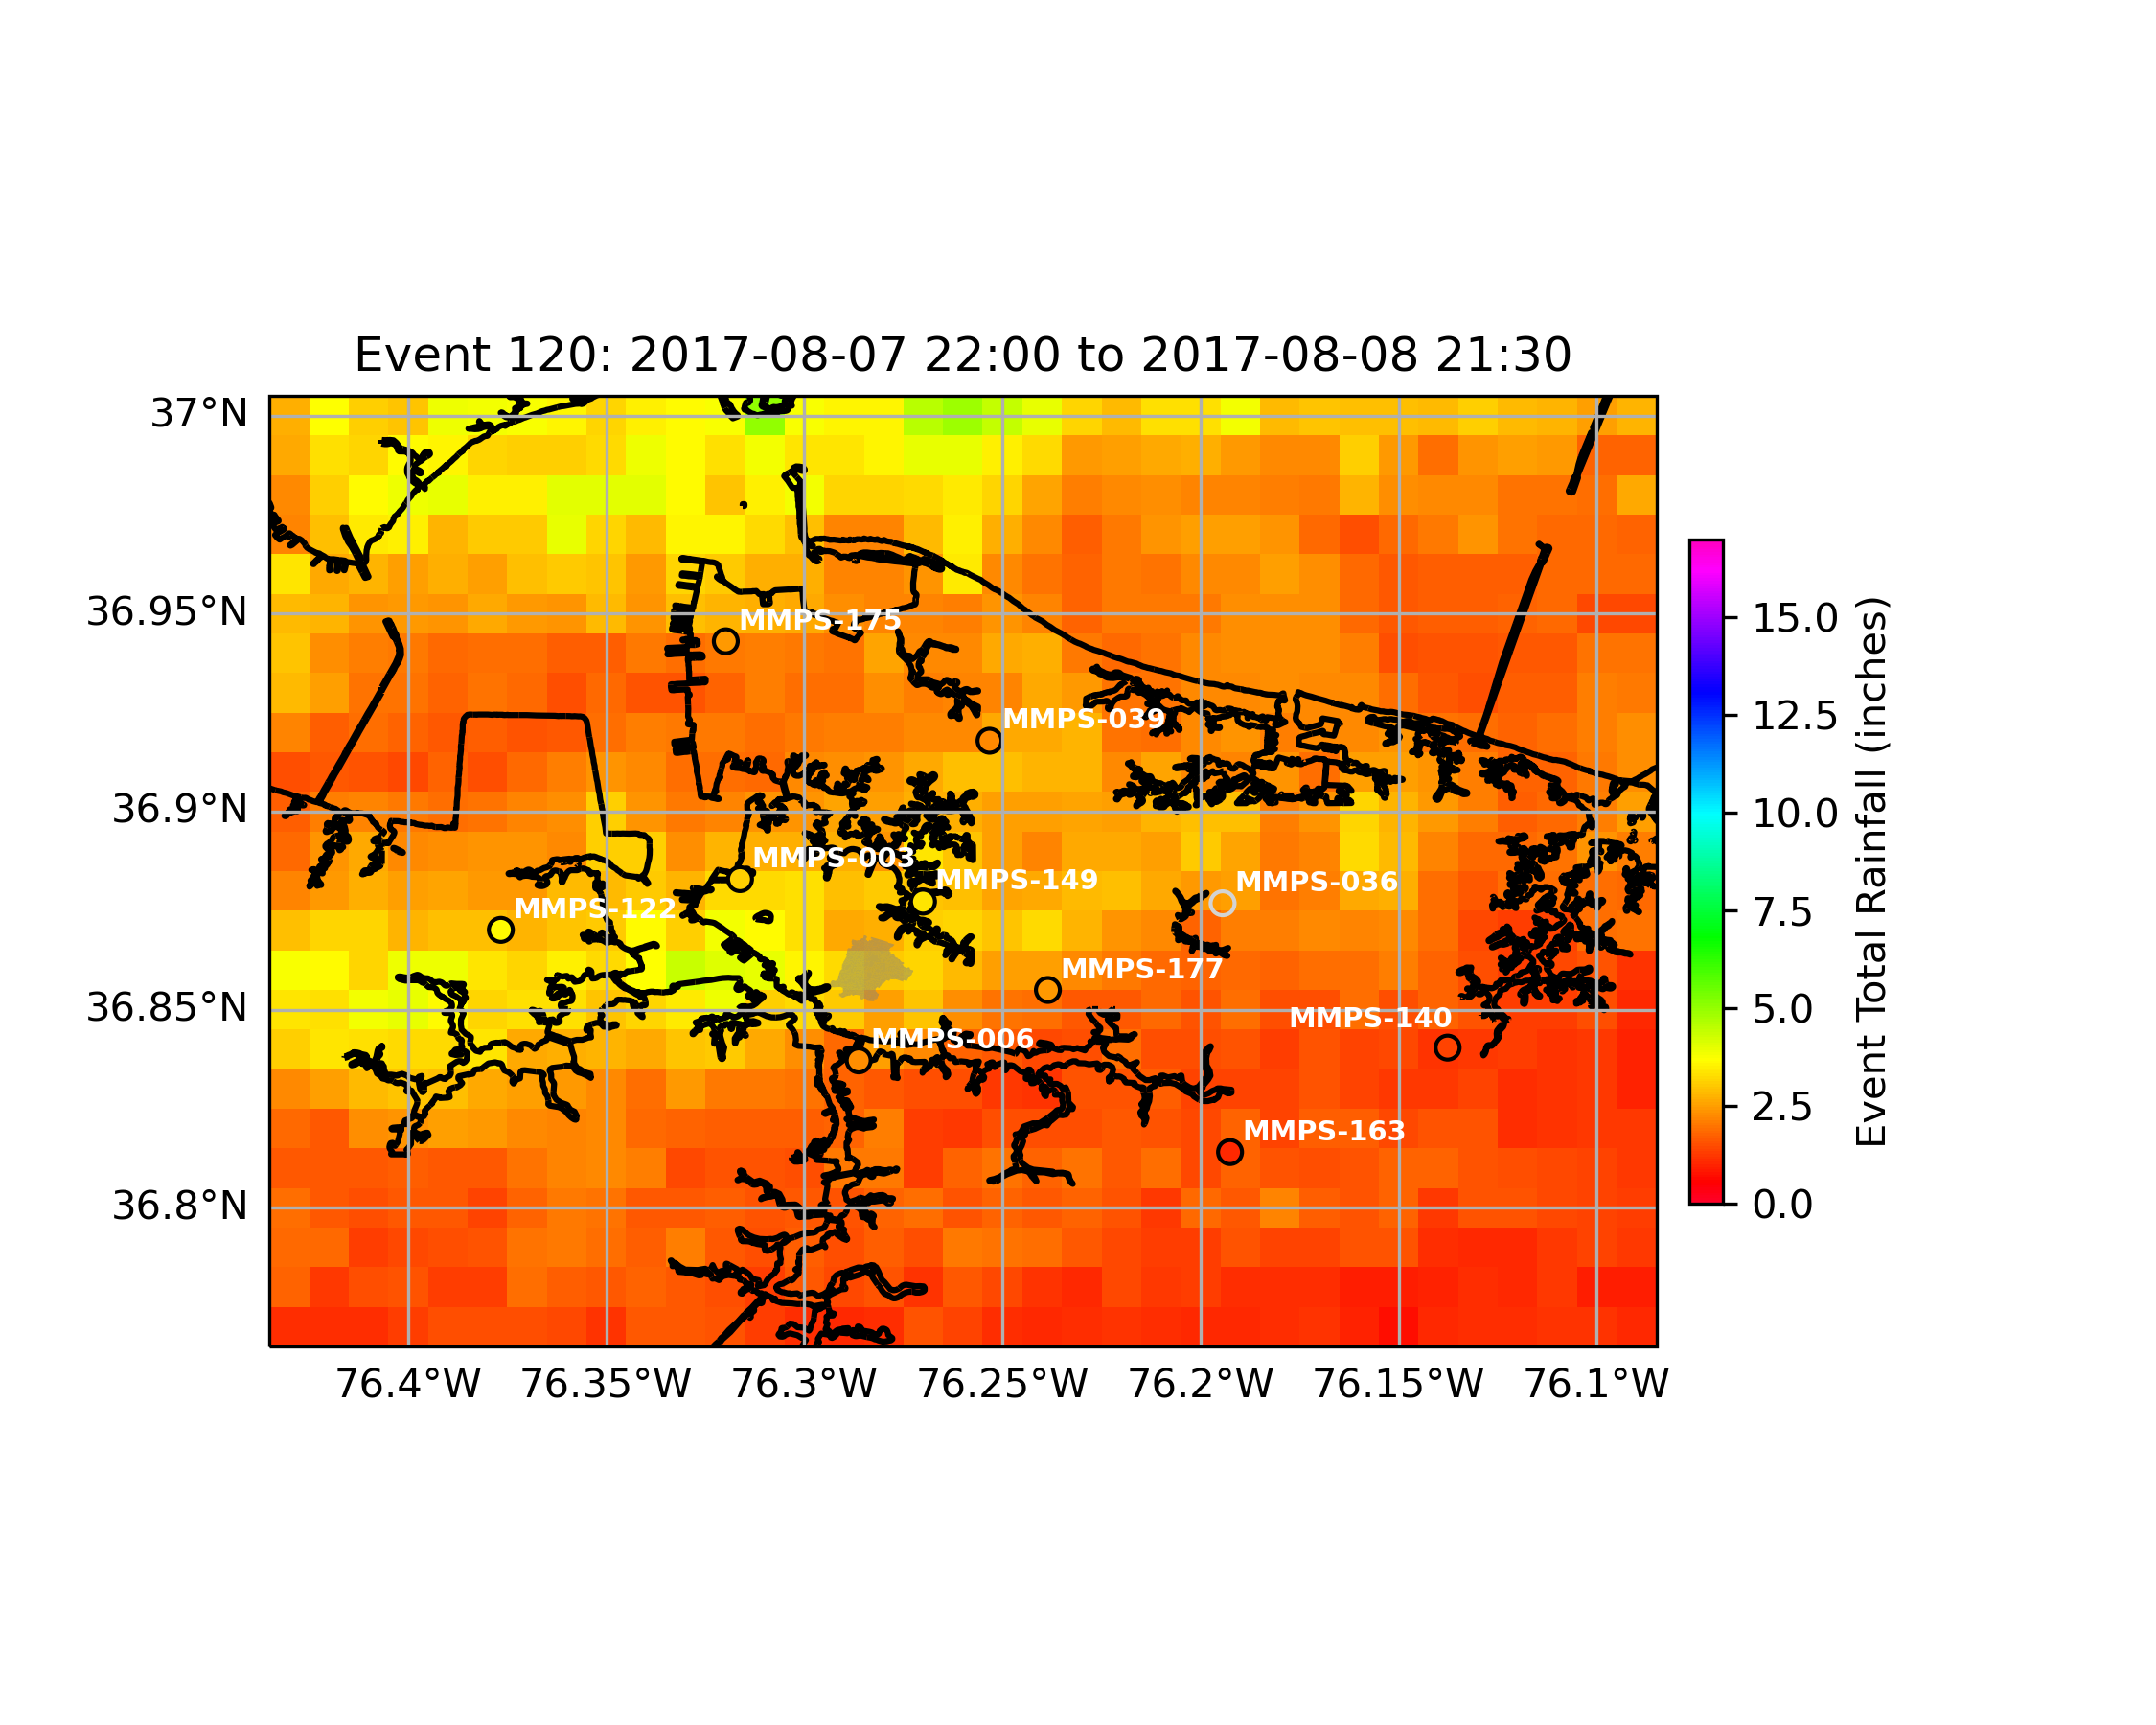 Event 120: 2017-08-07 22:00 to 2017-08-08 21:30
37°N
36.95°N
36.9°N
36.85°N
36.8°N
MMPS-175
MMPS-039
MMPS-003
MMPS-149
MMPS-036
MMPS-122
MMPS-177
MMPS-140
MMPS-006
MMPS-163
76.4°W
76.35°W
76.3°W
76.25°W
76.2°W
76.15°W
76.1°W
15.0
12.5
10.0
7.5
5.0
2.5
0.0
Event Total Rainfall (inches)